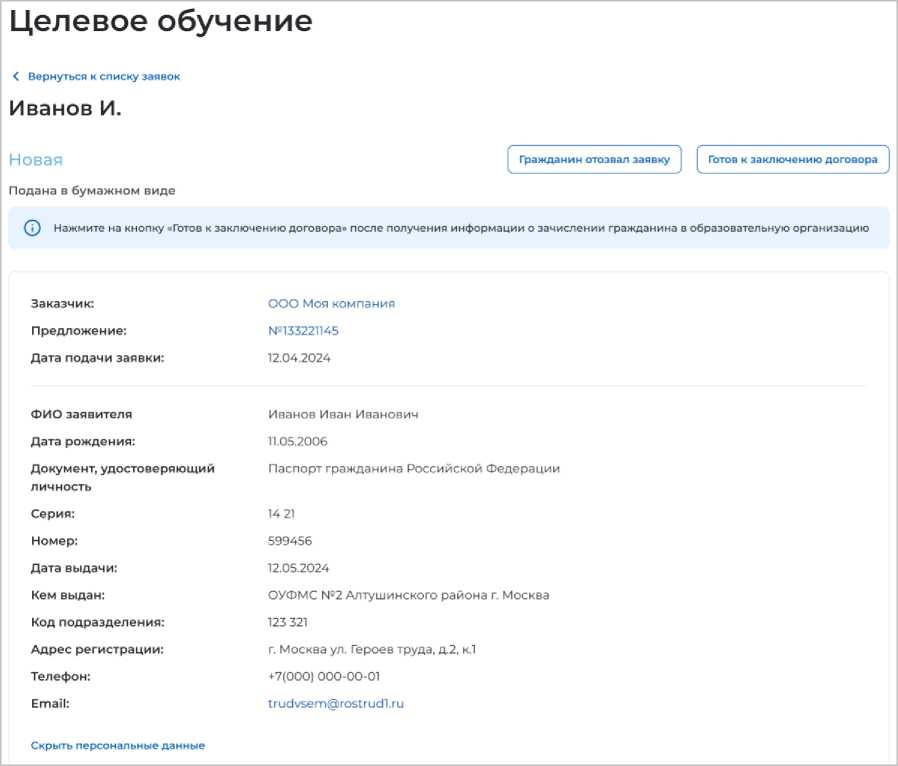 Целевое обучение
Вернуться к списку заявок
Иванов И.
Новая
Гражданин отозвал заявку
Готов к заключению договора
Подана в бумажном виде
Нажмите на кнопку «Готов к заключению договора» после получения информации о зачислении гражданина в образовательную организацию
Заказчик: ООО Моя компания
Предложение: №133221145
Дата подачи заявки: 12.04.2024
ФИО заявителя Иванов Иван Иванович
Дата рождения: 11.05.2006
Документ, удостоверяющий Паспорт гражданина Российской Федерации
личность
Серия: 14 21
Номер: 599456
Дата выдачи: 12.05.2024
Кем выдан: ОУФМС №2 Алтушинского района г. Москва
Код подразделения: 123 321
Адрес регистрации: г. Москва ул. Героев труда, д.2, к.1
Телефон: +7(000) 000-00-01
Email: trudvsem@rostrud1.ru
Скрыть персональные данные